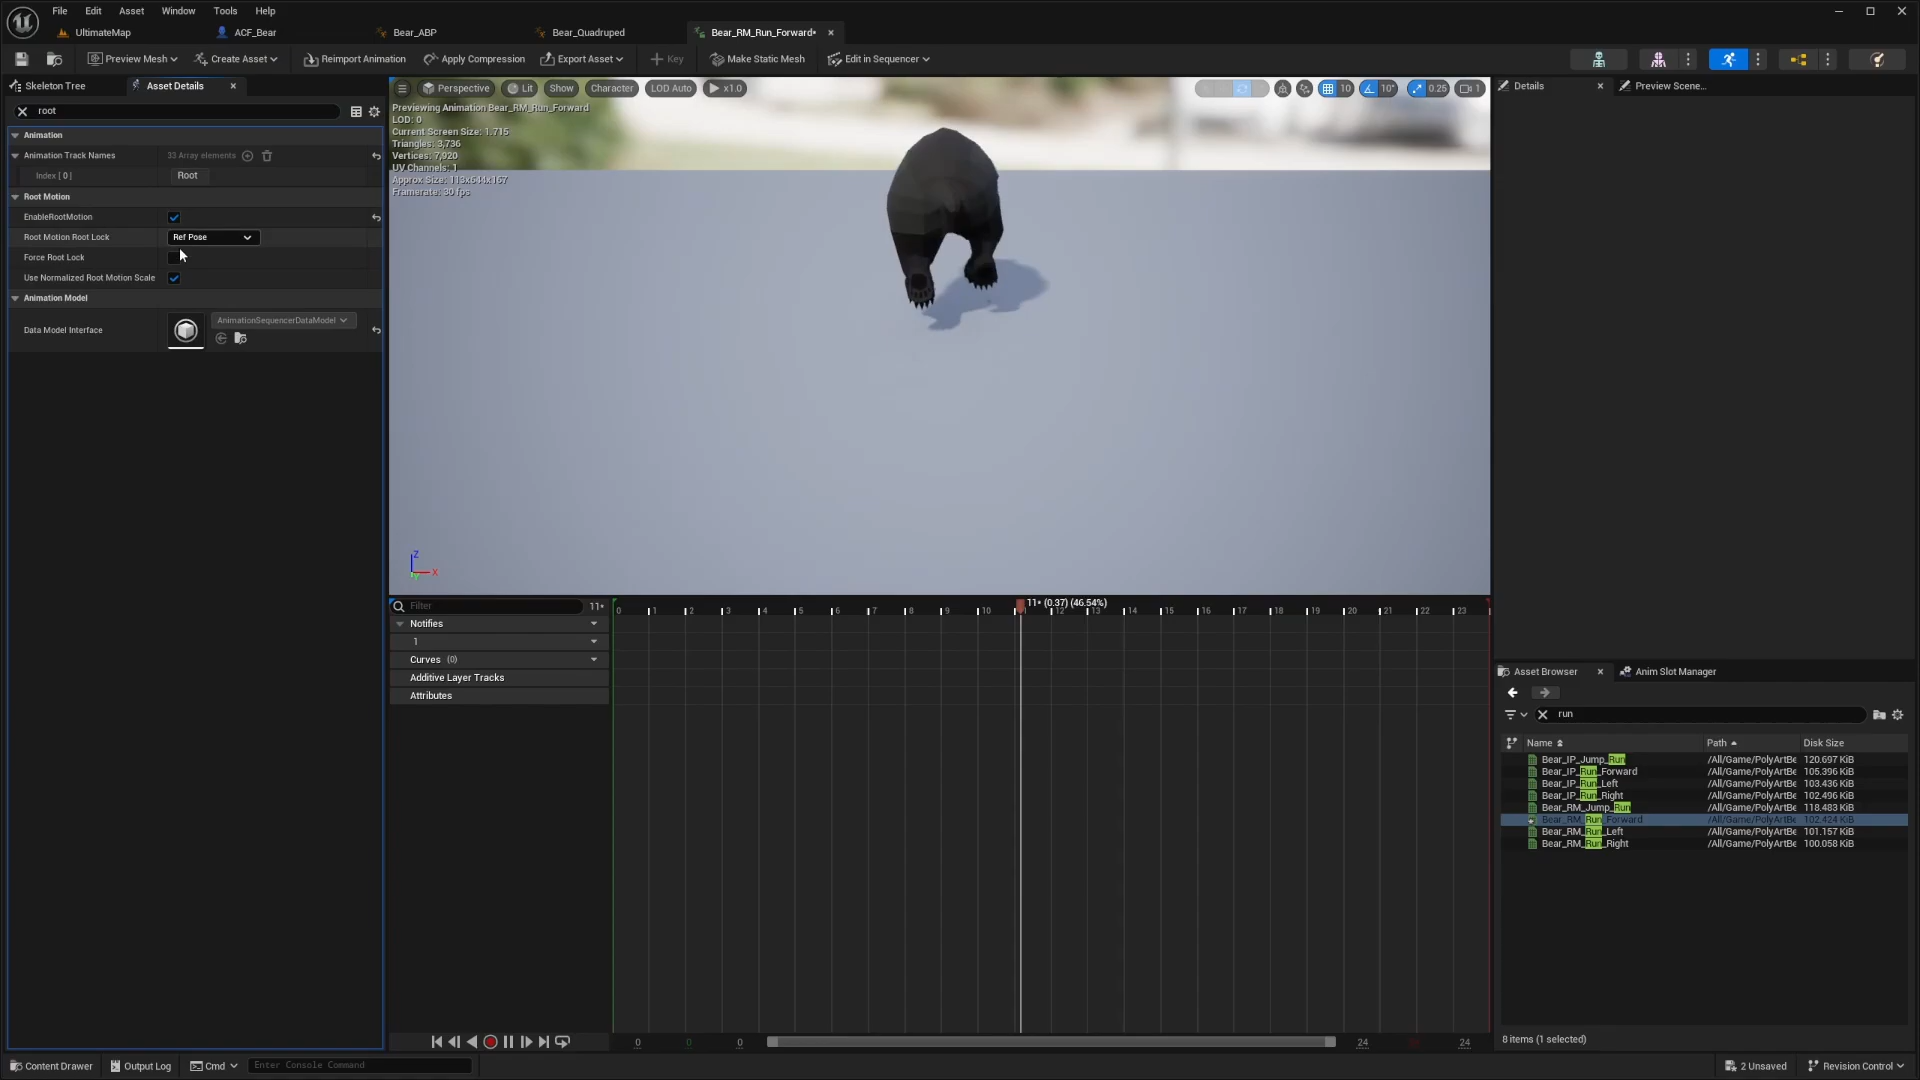 File Edit Asset Window Tools Help
UltimateMap ACF_Bear Bear_ABP Bear_Quadruped Bear_RM_Run_Forward•
Preview Mesh Create Asset Reimport Animation Apply Compression Export Asset Key Make Static Mesh Edit in Sequencer
Skeleton Tree Asset Details
root
Animation
Animation Track Names 33 Array elements
Index [ 0 ] Root
Root Motion
EnableRootMotion
Root Motion Root Lock Ref Pose
Force Root Lock
Use Normalized Root Motion Scale
Animation Model
Data Model Interface AnimationSequencerDataModel
Perspective Lit Show Character LOD Auto x1.0 10 10° 0.25 1
Previewing Animation Bear_RM_Run_Forward
LOD: 0
Current Screen Size: 1.715
Triangles: 3,736
Vertices: 7,920
UV Channels: 1
Approx Size: 113x544x157
Framerate: 30 fps
Z
X
Y
Filter 11•
0 1 2 3 4 5 6 7 8 9 10 11 12 13 14 15 16 17 18 19 20 21 22 23
11• (0.37) (46.54%)
Notifies
1
Curves (0)
Additive Layer Tracks
Attributes
0 0 0 24 24
Details Preview Scene...
Asset Browser Anim Slot Manager
run
Name Path Disk Size
Bear_IP_Jump_Run /All/Game/PolyArtBe 120.697 KiB
Bear_IP_Run_Forward /All/Game/PolyArtBe 105.396 KiB
Bear_IP_Run_Left /All/Game/PolyArtBe 103.436 KiB
Bear_IP_Run_Right /All/Game/PolyArtBe 102.496 KiB
Bear_RM_Jump_Run /All/Game/PolyArtBe 118.483 KiB
Bear_RM_Run_Forward /All/Game/PolyArtBe 102.424 KiB
Bear_RM_Run_Left /All/Game/PolyArtBe 101.157 KiB
Bear_RM_Run_Right /All/Game/PolyArtBe 100.058 KiB
8 items (1 selected)
Content Drawer Output Log Cmd Enter Console Command 2 Unsaved Revision Control